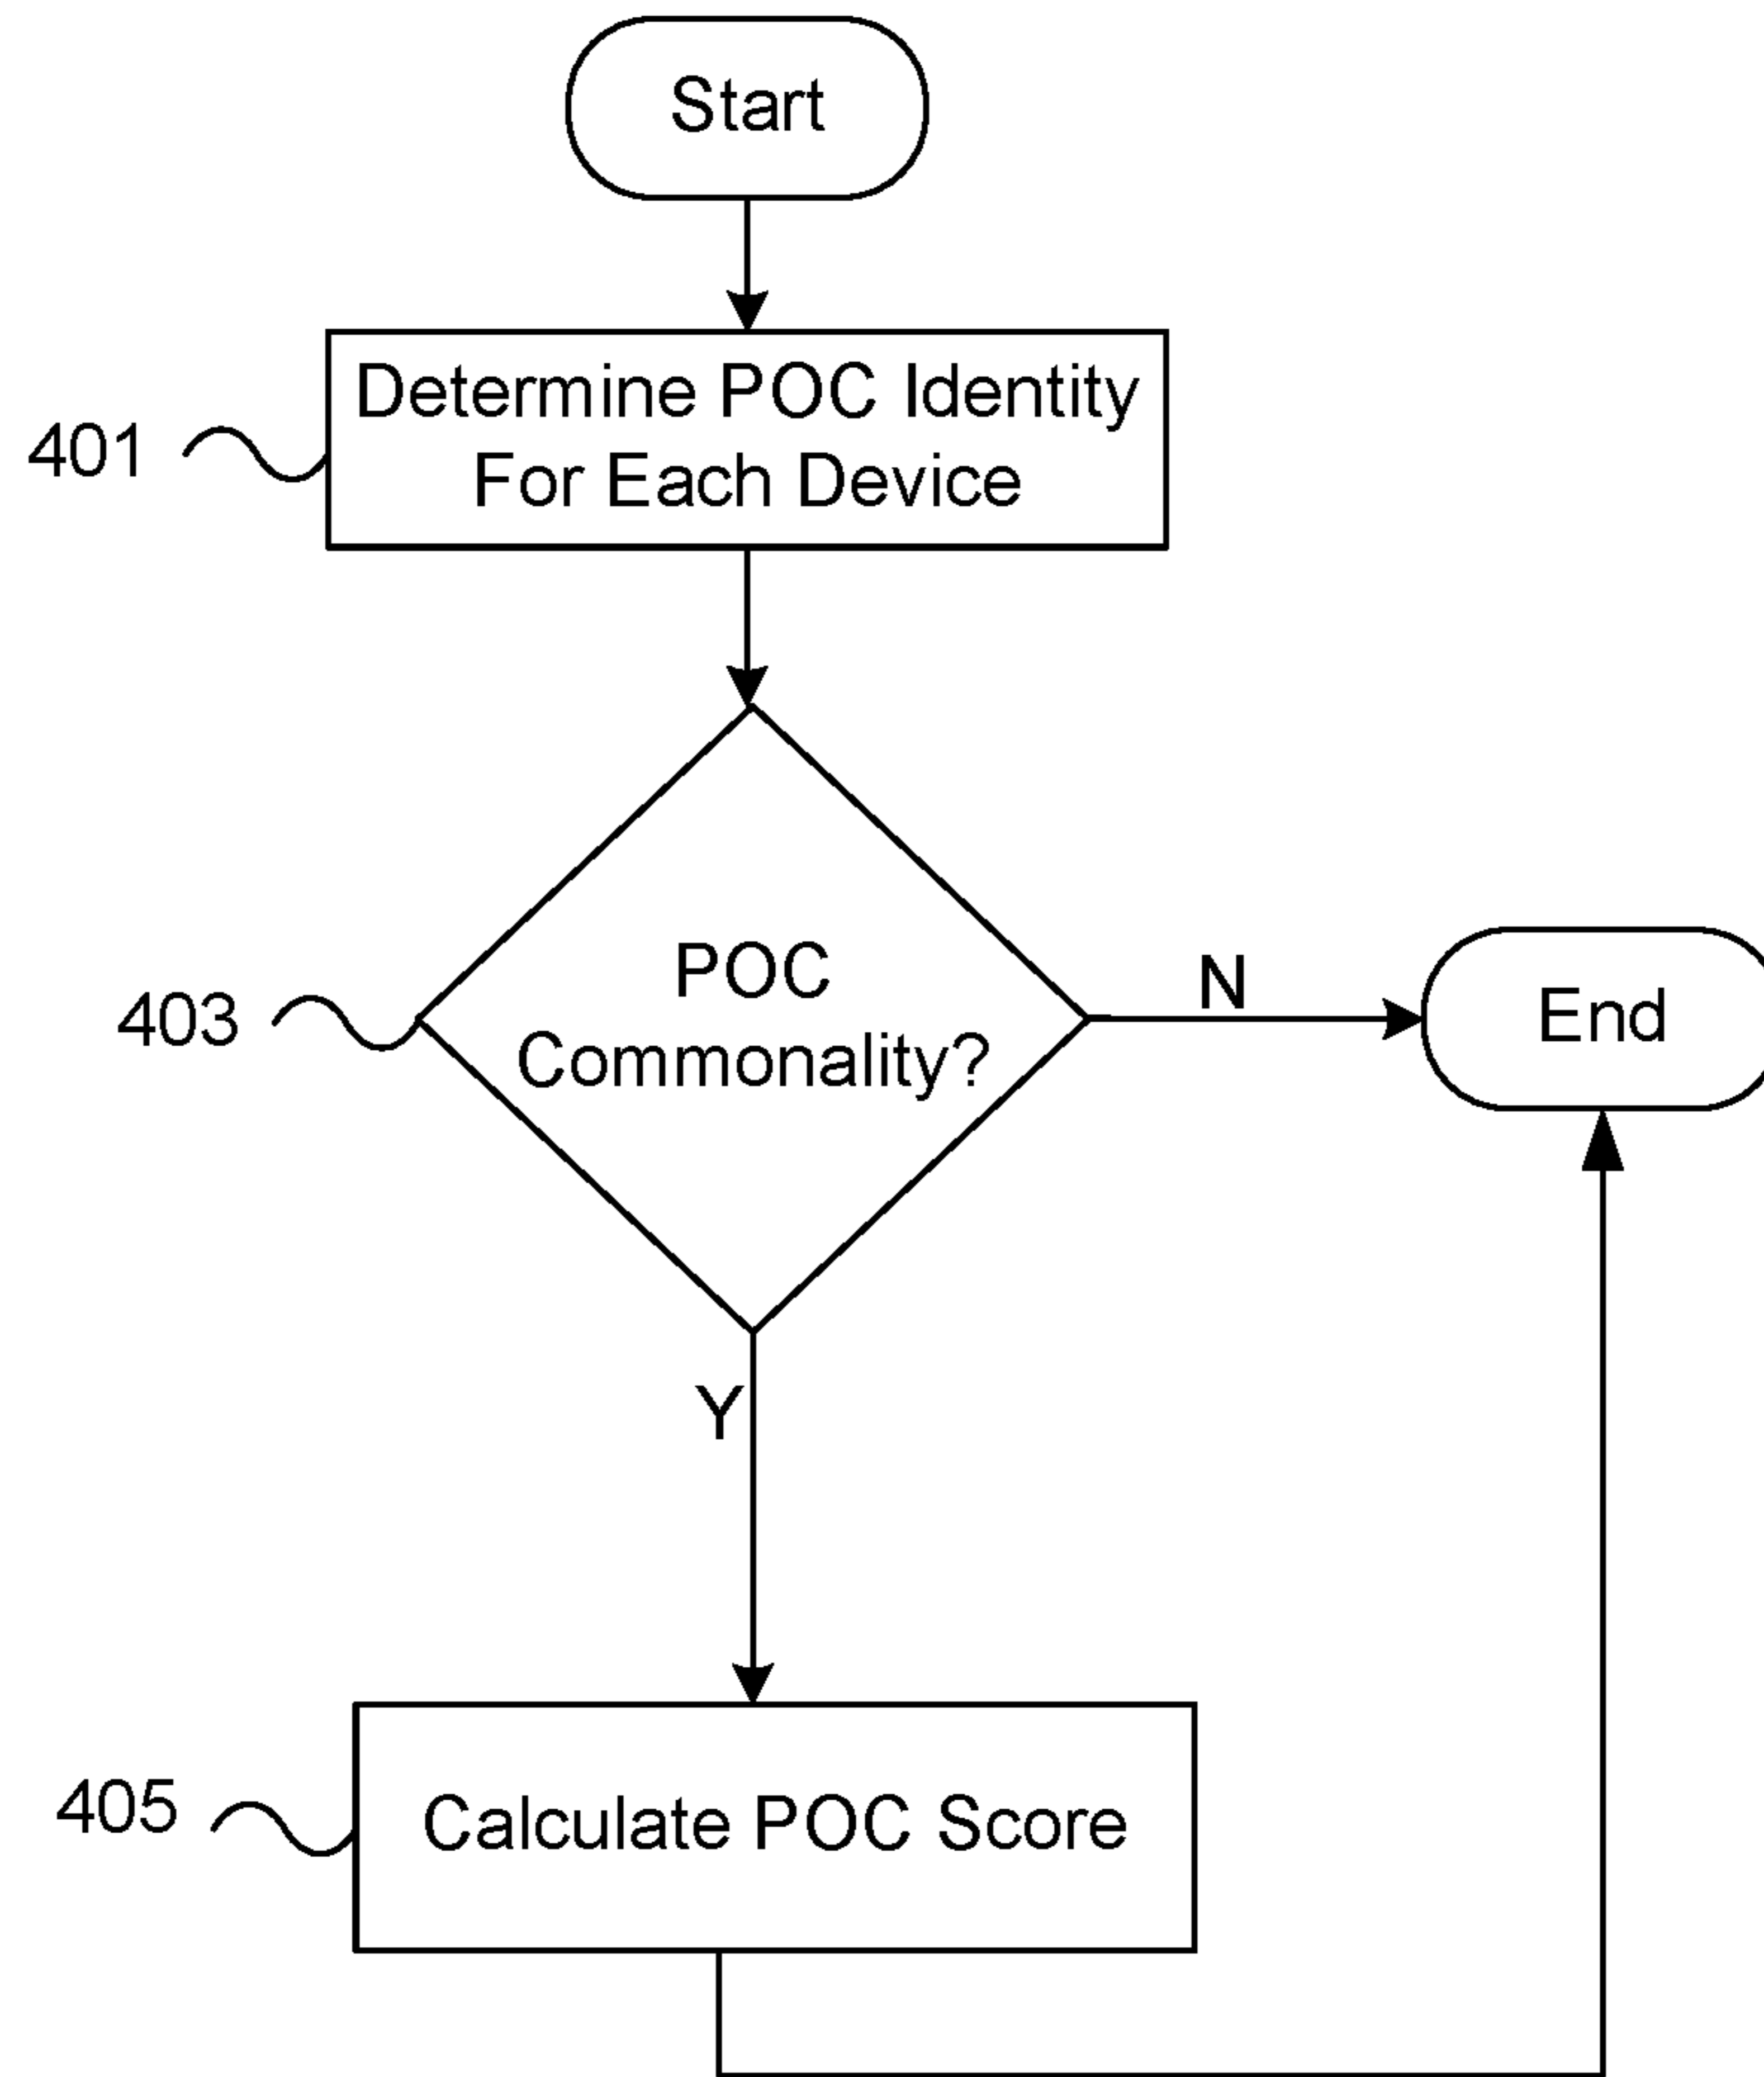 Start
Determine POC Identity
For Each Device
401
POC
Commonality?
403
N
End
Y
405
Calculate POC Score